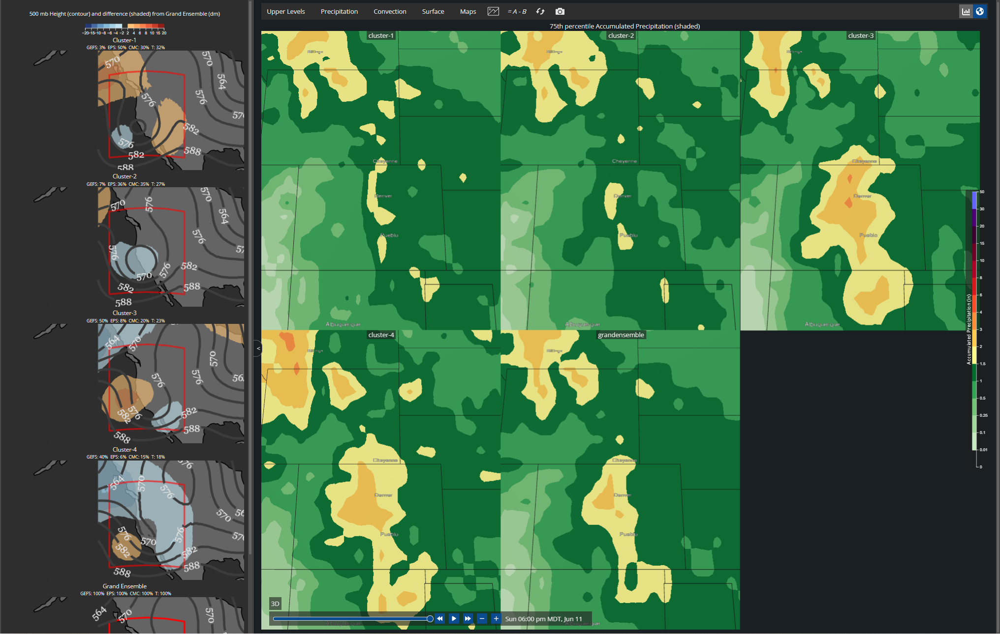 500 mb Height (contour) and difference (shaded) from Grand Ensemble (dm)
−20−15−10−8 −6 −4 −2 2 4 6 8 10 15 20
Cluster-1
GEFS: 3% EPS: 50% CMC: 30% T: 32%
570
570
564
576
576
576
582
588
576
582
588
Cluster-2
GEFS: 7% EPS: 36% CMC: 35% T: 27%
570
576
570
564
576
576
576
570
582
582
588
588
Cluster-3
GEFS: 50% EPS: 8% CMC: 20% T: 23%
564
570
570
576
576
576
582
582
588
588
Cluster-4
GEFS: 40% EPS: 6% CMC: 15% T: 18%
576
564
570
576
570
576
570
576
582
582
588
588
Grand Ensemble
GEFS: 100% EPS: 100% CMC: 100% T: 100%
564
570
570
Upper Levels Precipitation Convection Surface Maps = A - B
75th percentile Accumulated Precipitation (shaded)
cluster-1
Billings
Cheyenne
Denver
Pueblo
Albuquerque
cluster-2
Billings
Cheyenne
Denver
Pueblo
Albuquerque
cluster-3
Billings
Cheyenne
Denver
Pueblo
Albuquerque
cluster-4
Billings
Cheyenne
Denver
Pueblo
Albuquerque
grandensemble
Billings
Cheyenne
Denver
Pueblo
Albuquerque
<
3D
Sun 06:00 pm MDT, Jun 11
Accumulated Precipitation (in)
50
30
20
15
10
8
6
4
3
2
1.5
1
0.5
0.25
0.1
0.01
0